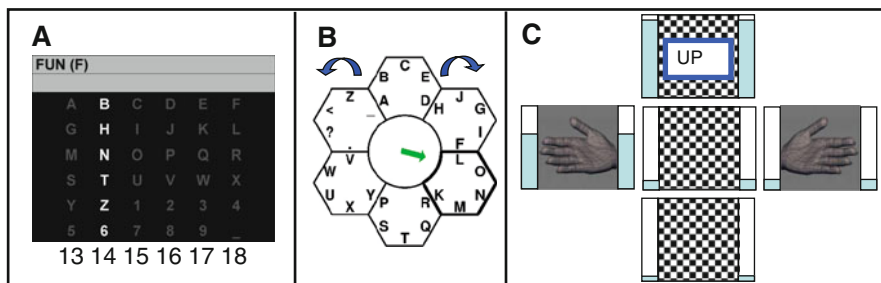 A
FUN (F)
A B C D E F
G H I J K L
M N O P Q R
S T U V W X
Y Z 1 2 3 4
5 6 7 8 9 _
13 14 15 16 17 18
B
C
B E
A D
Z
<
_
?
.
J
H G
I
F
V
W
U Y
X
L
O
K N
M
P R
S Q
T
C
UP